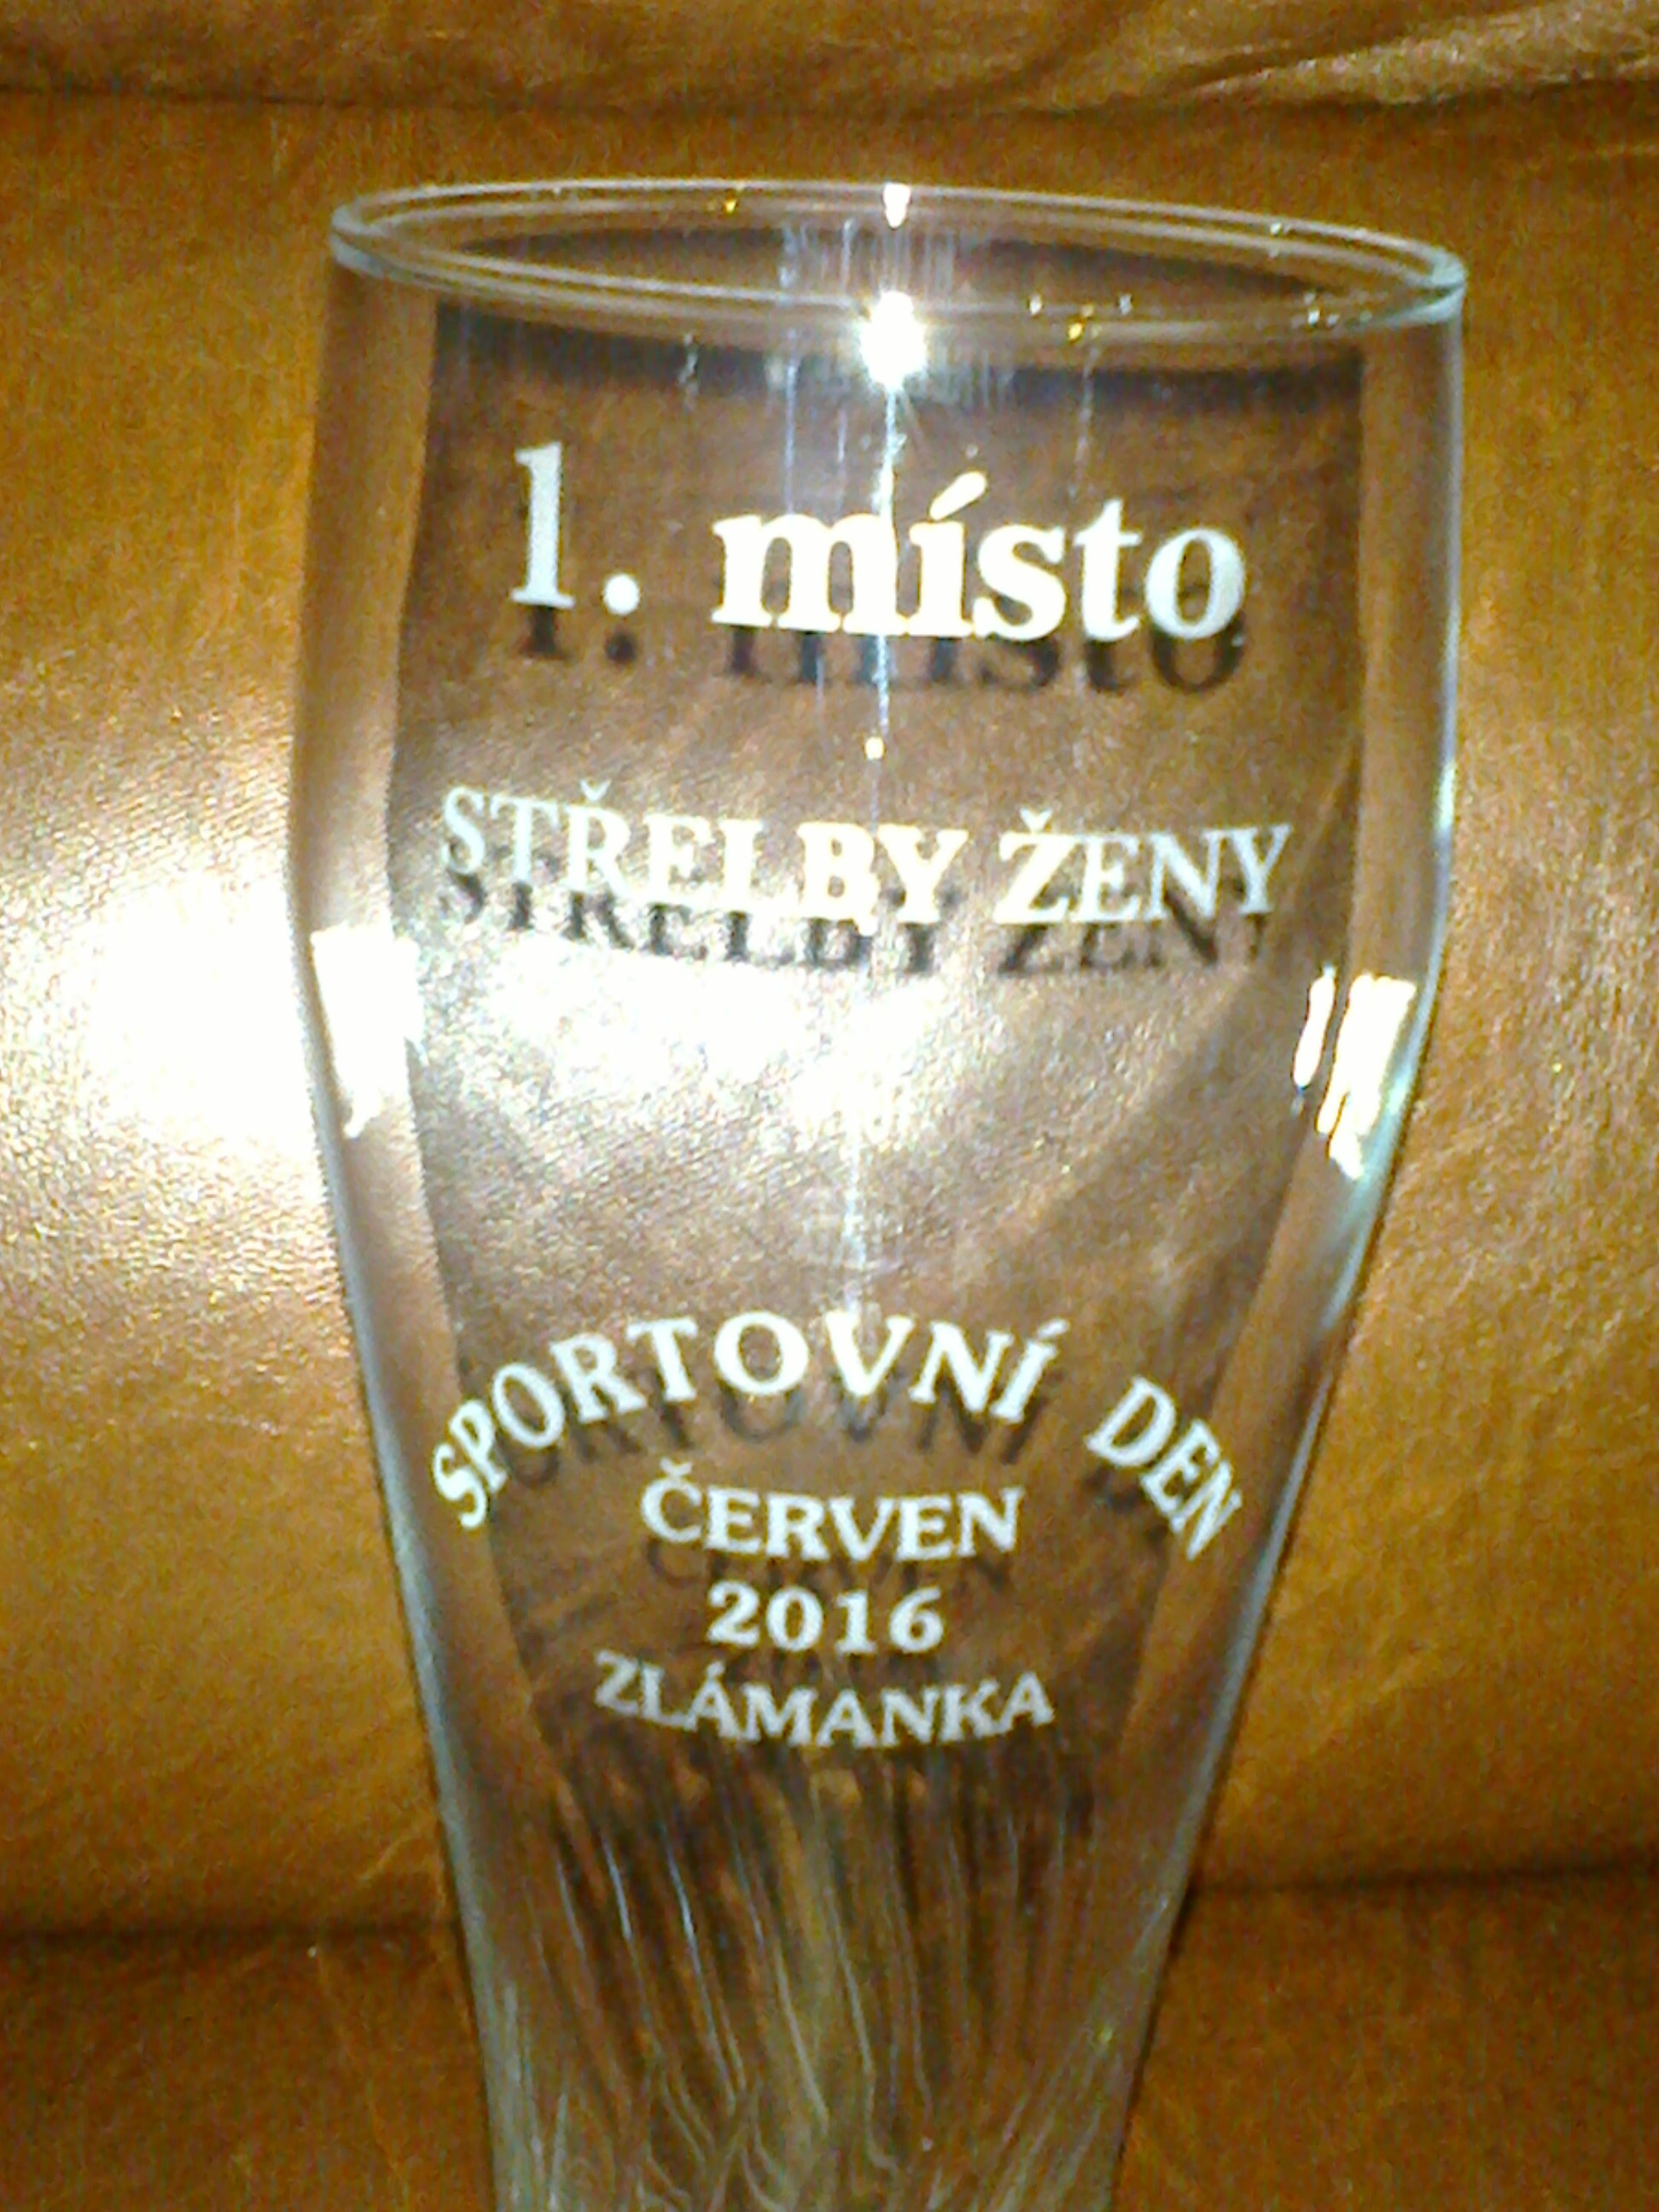 1. místo
STŘELBY ŽENY
SPORTOVNÍ DEN
ČERVEN
2016
ZLÁMANKA